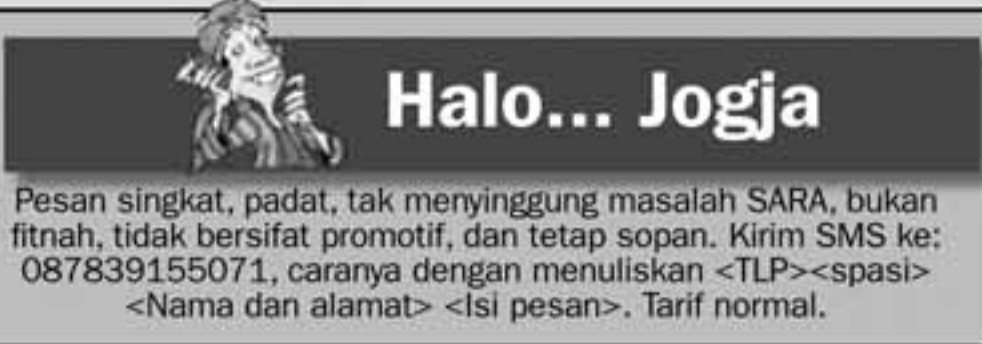 Halo... Jogja
Pesan singkat, padat, tak menyinggung masalah SARA, bukan
fitnah, tidak bersifat promotif, dan tetap sopan. Kirim SMS ke:
087839155071, caranya dengan menuliskan <TLP><spasi>
<Nama dan alamat> <Isi pesan>. Tarif normal.